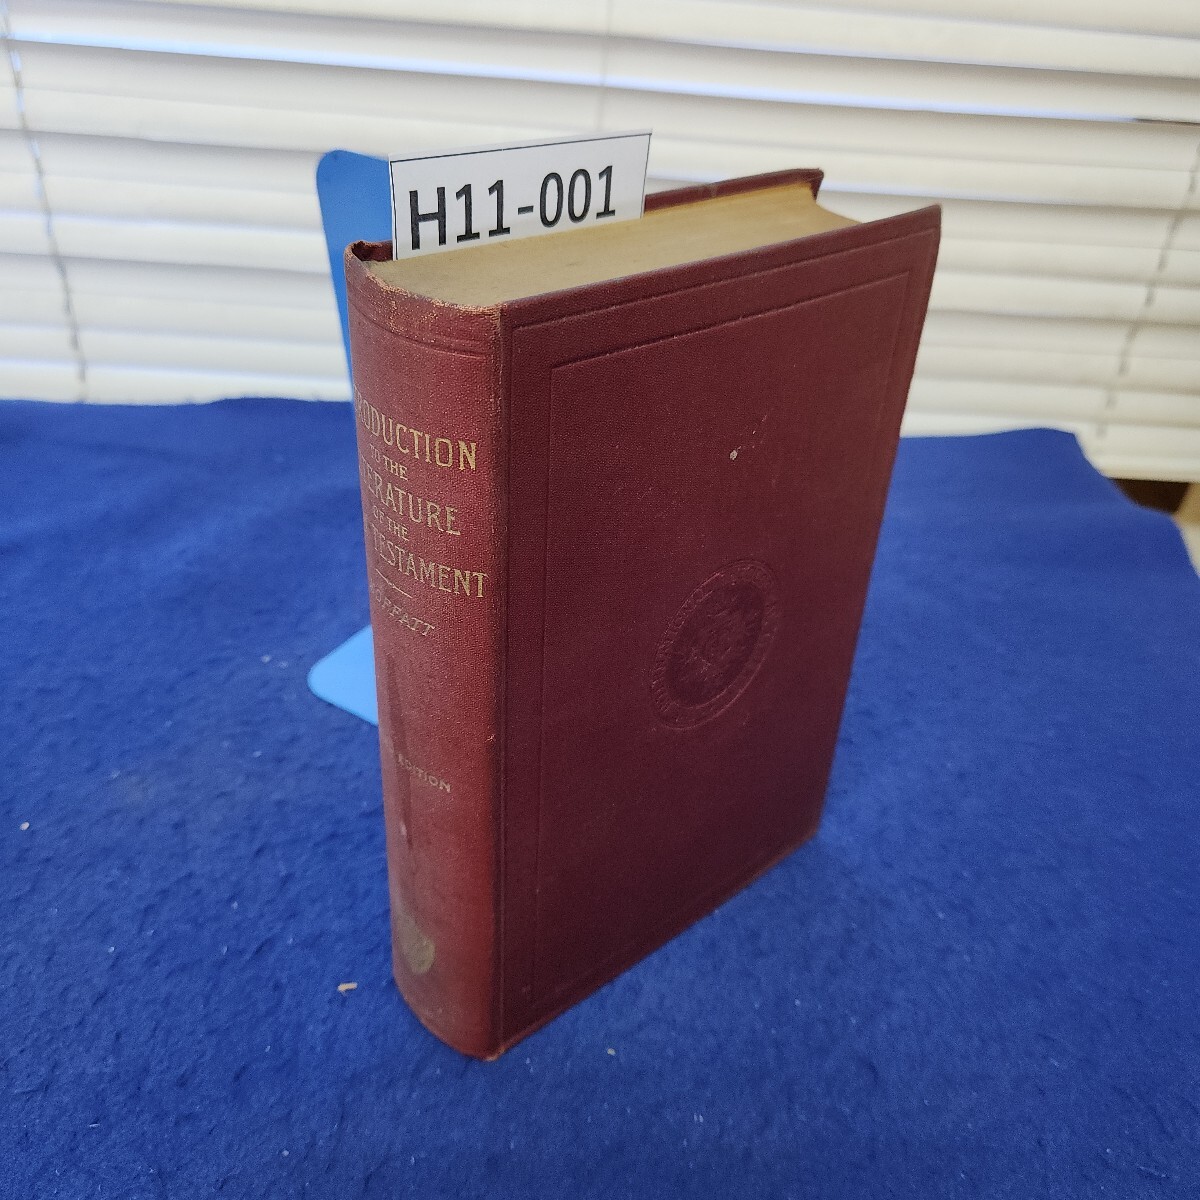 H11-001
RODUCTION
TO THE
ERATURE
OF THE
TESTAMENT
OFFATT
EDITION